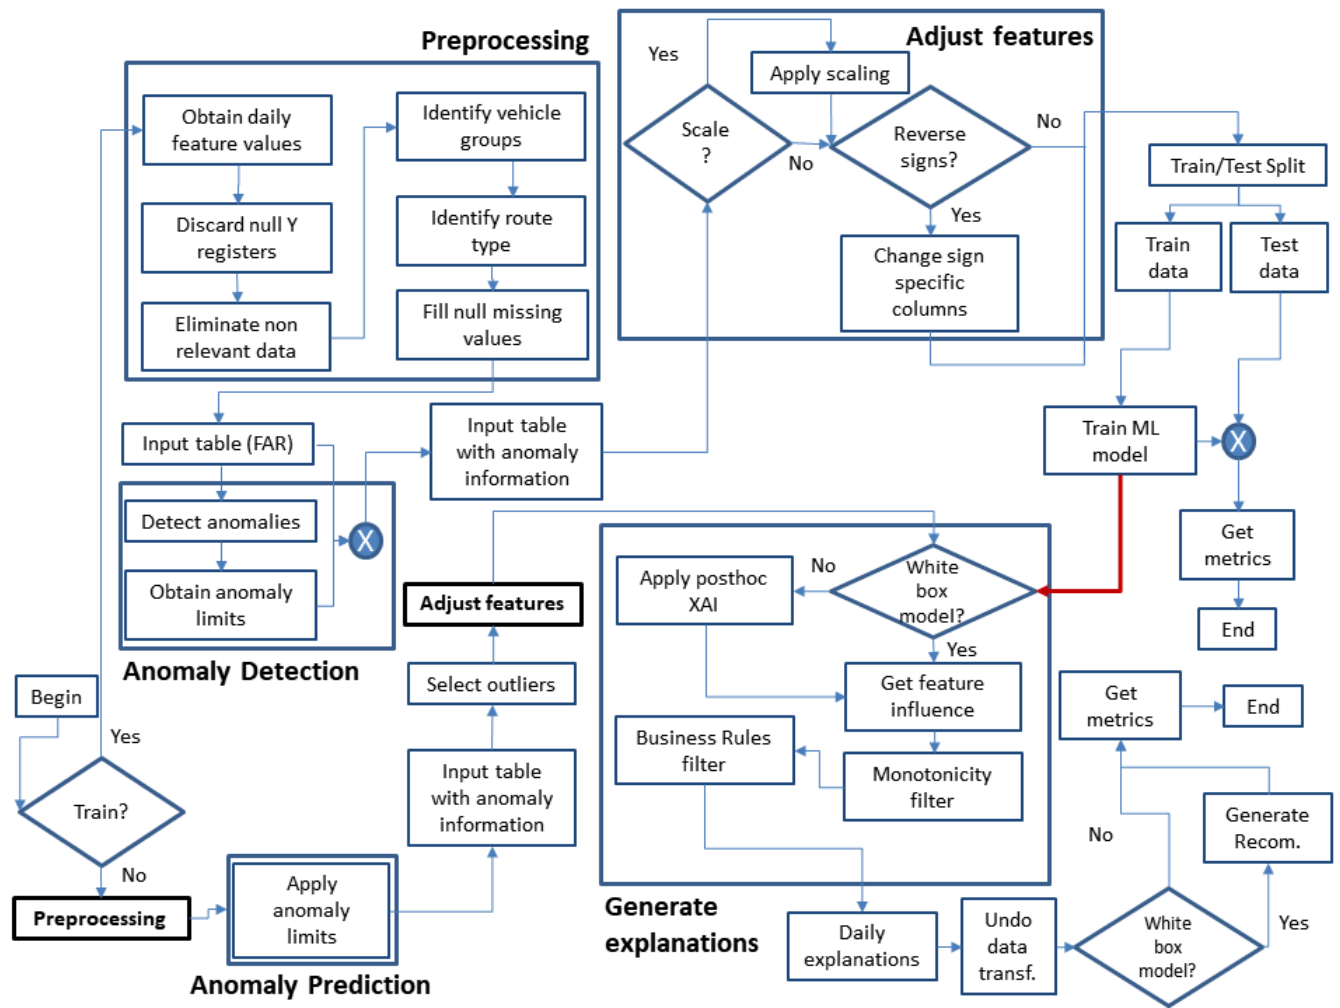 Preprocessing
Obtain daily
feature values
Discard null Y
registers
Eliminate non
relevant data
Identify vehicle
groups
Identify route
type
Fill null missing
values
Adjust features
Yes
Apply scaling
Scale
?
No
Reverse
signs?
No
Yes
Change sign
specific
columns
Train/Test Split
Train
data
Test
data
Train ML
model
X
Get
metrics
End
Input table (FAR)
Input table
with anomaly
information
Detect anomalies
X
Obtain anomaly
limits
Anomaly Detection
Begin
Yes
Train?
No
Preprocessing
Apply
anomaly
limits
Anomaly Prediction
Input table
with anomaly
information
Select outliers
Adjust features
White
box
model?
No
Apply posthoc
XAI
Yes
Get feature
influence
Monotonicity
filter
Business Rules
filter
Generate
explanations
Daily
explanations
Undo
data
transf.
White
box
model?
No
Yes
Generate
Recom.
Get
metrics
End